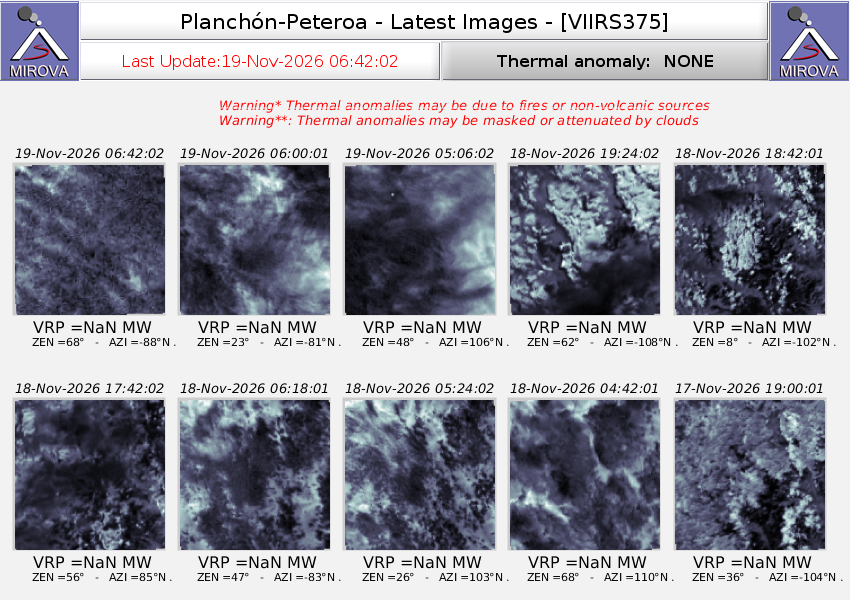 Planchón-Peteroa - Latest Images - [VIIRS375]
MIROVA
Last Update:19-Nov-2026 06:42:02
Thermal anomaly: NONE
MIROVA
Warning* Thermal anomalies may be due to fires or non-volcanic sources
Warning**: Thermal anomalies may be masked or attenuated by clouds
19-Nov-2026 06:42:02 19-Nov-2026 06:00:01 19-Nov-2026 05:06:02 18-Nov-2026 19:24:02 18-Nov-2026 18:42:01
VRP =NaN MW VRP =NaN MW VRP =NaN MW VRP =NaN MW VRP =NaN MW
ZEN =68° - AZI =-88°N . ZEN =23° - AZI =-81°N . ZEN =48° - AZI =106°N . ZEN =62° - AZI =-108°N . ZEN =8° - AZI =-102°N .
18-Nov-2026 17:42:02 18-Nov-2026 06:18:01 18-Nov-2026 05:24:02 18-Nov-2026 04:42:01 17-Nov-2026 19:00:01
VRP =NaN MW VRP =NaN MW VRP =NaN MW VRP =NaN MW VRP =NaN MW
ZEN =56° - AZI =85°N . ZEN =47° - AZI =-83°N . ZEN =26° - AZI =103°N . ZEN =68° - AZI =110°N . ZEN =36° - AZI =-104°N .